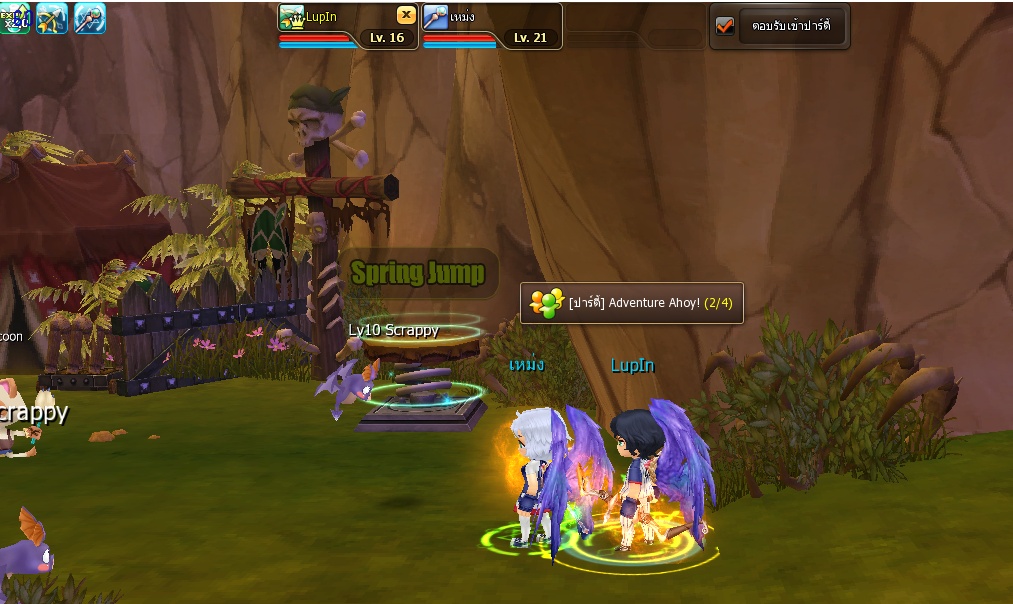 LupIn
Lv. 16
เหม่ง
Lv. 21
ตอบรับเข้าปาร์ตี้
Spring Jump
[ปาร์ตี้] Adventure Ahoy! (2/4)
Lv10 Scrappy
coon
เหม่ง
LupIn
crappy